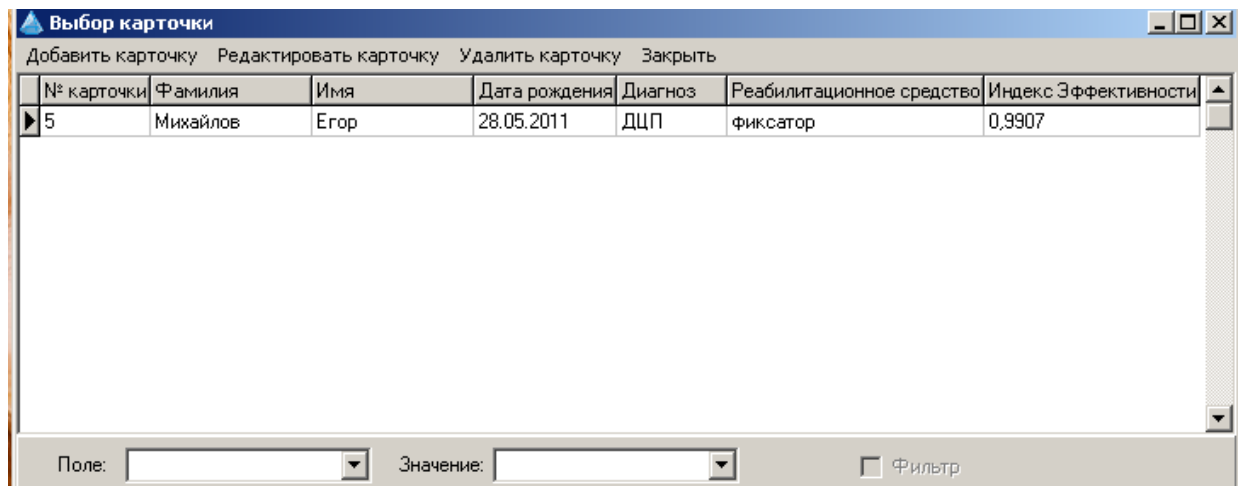 Выбор карточки
Добавить карточку Редактировать карточку Удалить карточку Закрыть
№ карточки Фамилия Имя Дата рождения Диагноз Реабилитационное средство Индекс Эффективности
5 Михайлов Егор 28.05.2011 ДЦП фиксатор 0,9907
Поле: Значение: Фильтр